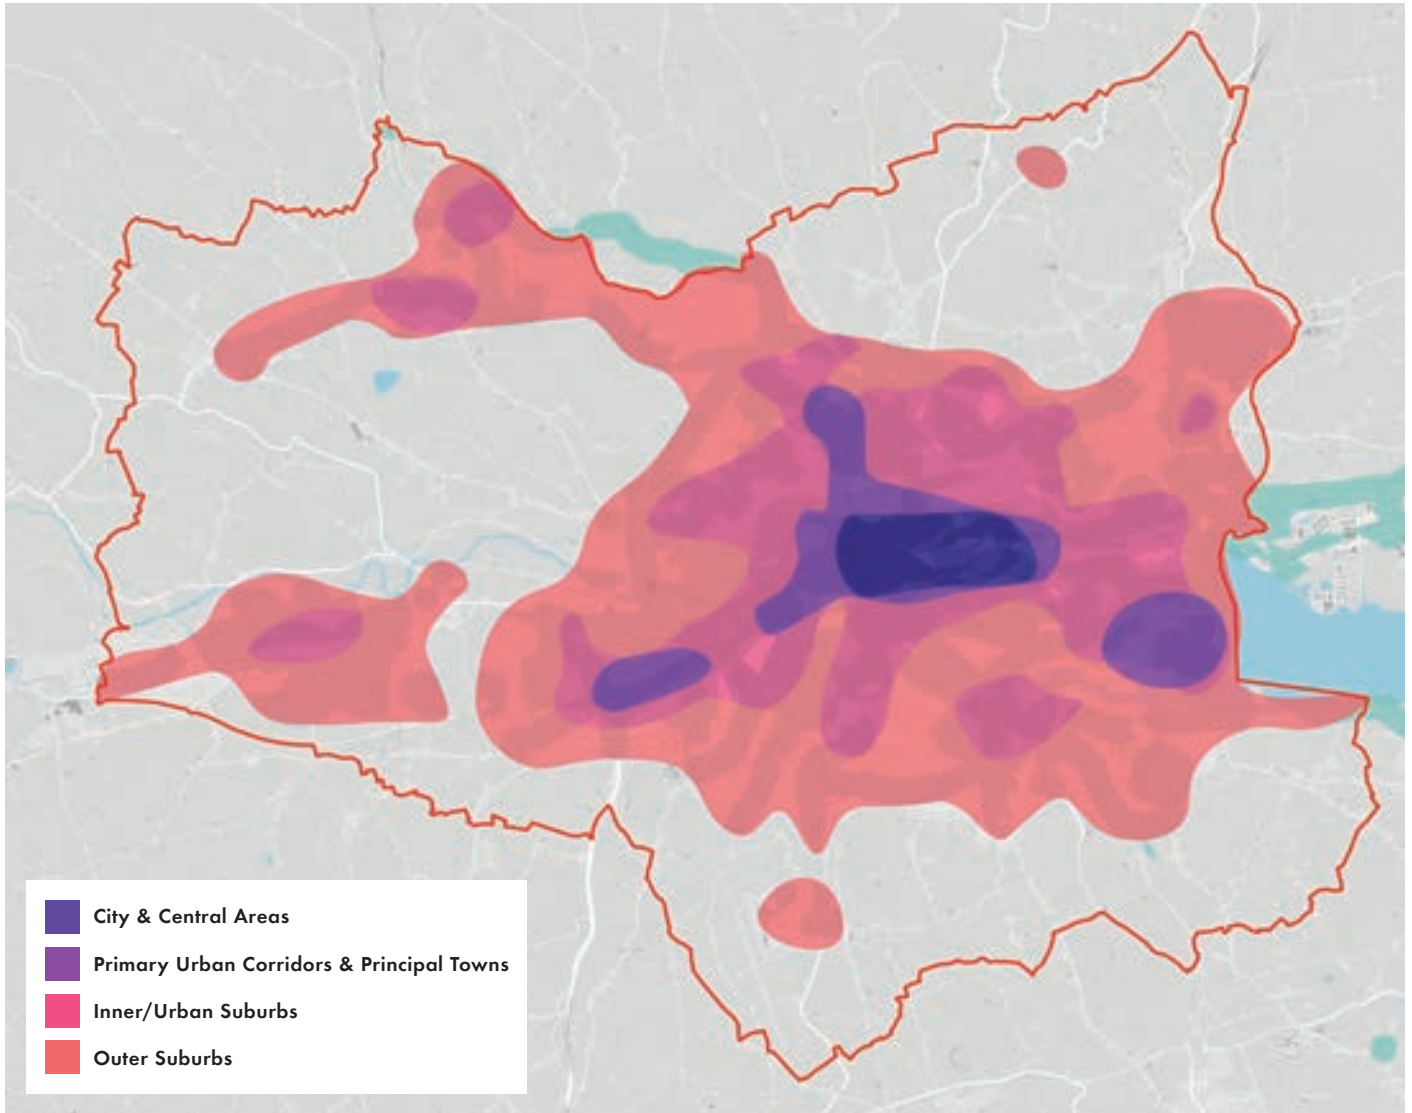 City & Central Areas
Primary Urban Corridors & Principal Towns
Inner/Urban Suburbs
Outer Suburbs